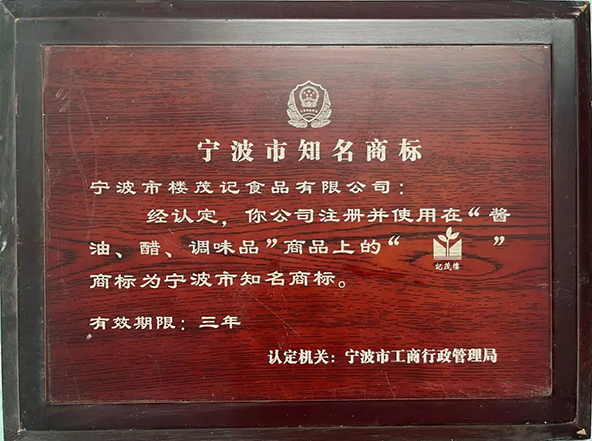 宁波市知名商标
宁波市楼茂记食品有限公司：
经认定，你公司注册并使用在“酱
油、醋、调味品”商品上的“ ”
記茂樓
商标为宁波市知名商标。
有效期限：三年
认定机关：宁波市工商行政管理局